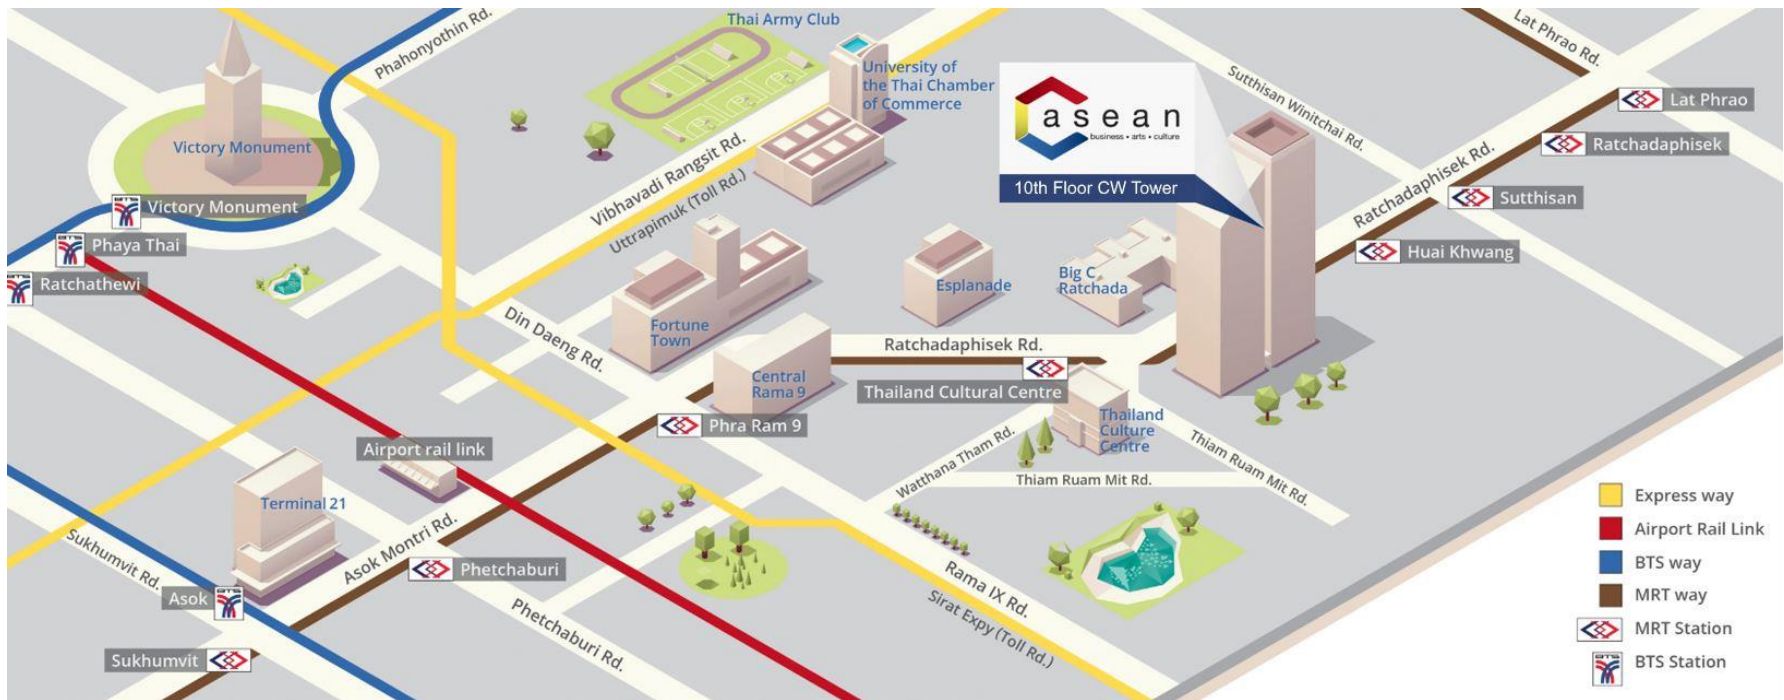 Thai Army Club
Phahonyothin Rd.
Lat Phrao Rd.
University of
the Thai Chamber
of Commerce
Sutthisan Winitchai Rd.
asean
business • arts • culture
10th Floor CW Tower
Lat Phrao
Victory Monument
Ratchadaphisek
Vibhavadi Rangsit Rd.
Uttrapimuk (Toll Rd.)
Ratchadaphisek Rd.
BTS
Victory Monument
Sutthisan
BTS
Phaya Thai
Huai Khwang
BTS
Ratchathewi
Big C
Ratchada
Esplanade
Din Daeng Rd.
Fortune
Town
Ratchadaphisek Rd.
Central
Rama 9
Thailand Cultural Centre
Phra Ram 9
Thailand
Culture
Centre
Airport rail link
Watthana Tham Rd.
Thiam Ruam Mit Rd.
Thiam Ruam Mit Rd.
Terminal 21
Asok Montri Rd.
Sukhumvit Rd.
Phetchaburi
Asok
BTS
Phetchaburi Rd.
Rama IX Rd.
Sirat Expy (Toll Rd.)
Sukhumvit
Express way
Airport Rail Link
BTS way
MRT way
MRT Station
BTS
BTS Station